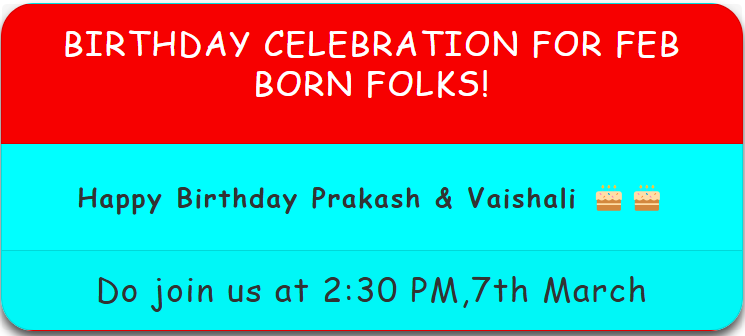 BIRTHDAY CELEBRATION FOR FEB
BORN FOLKS!
Happy Birthday Prakash & Vaishali 🎂 🎂
Do join us at 2:30 PM,7th March